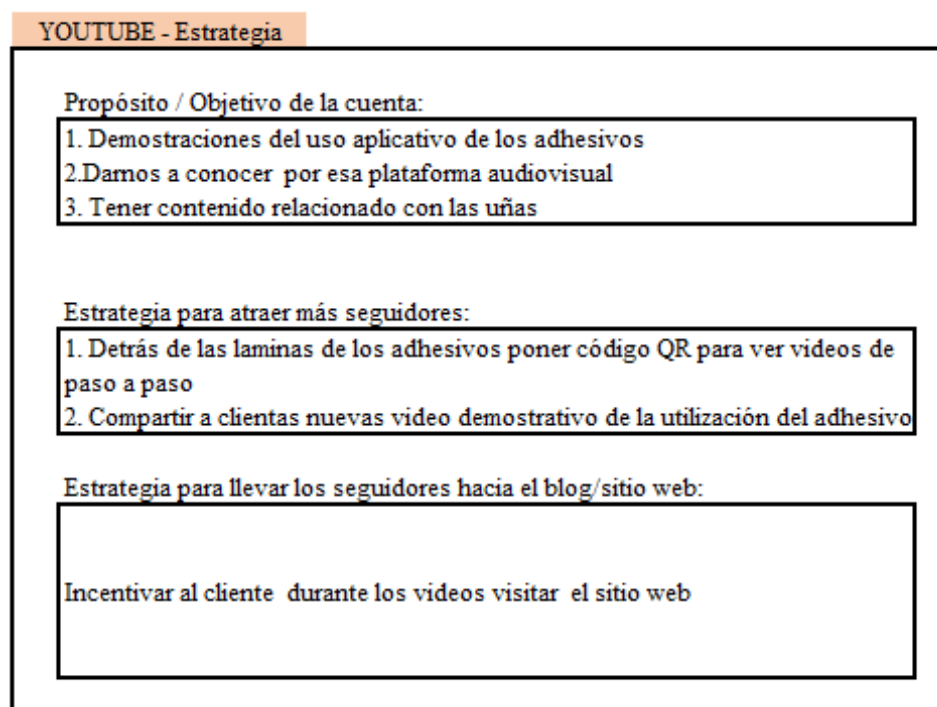 YOUTUBE - Estrategia
Propósito / Objetivo de la cuenta:
1. Demostraciones del uso aplicativo de los adhesivos
2.Darnos a conocer  por esa plataforma audiovisual
3. Tener contenido relacionado con las uñas
Estrategia para atraer más seguidores:
1. Detrás de las laminas de los adhesivos poner código QR para ver videos de
paso a paso
2. Compartir a clientas nuevas video demostrativo de la utilización del adhesivo
Estrategia para llevar los seguidores hacia el blog/sitio web:
Incentivar al cliente  durante los videos visitar  el sitio web